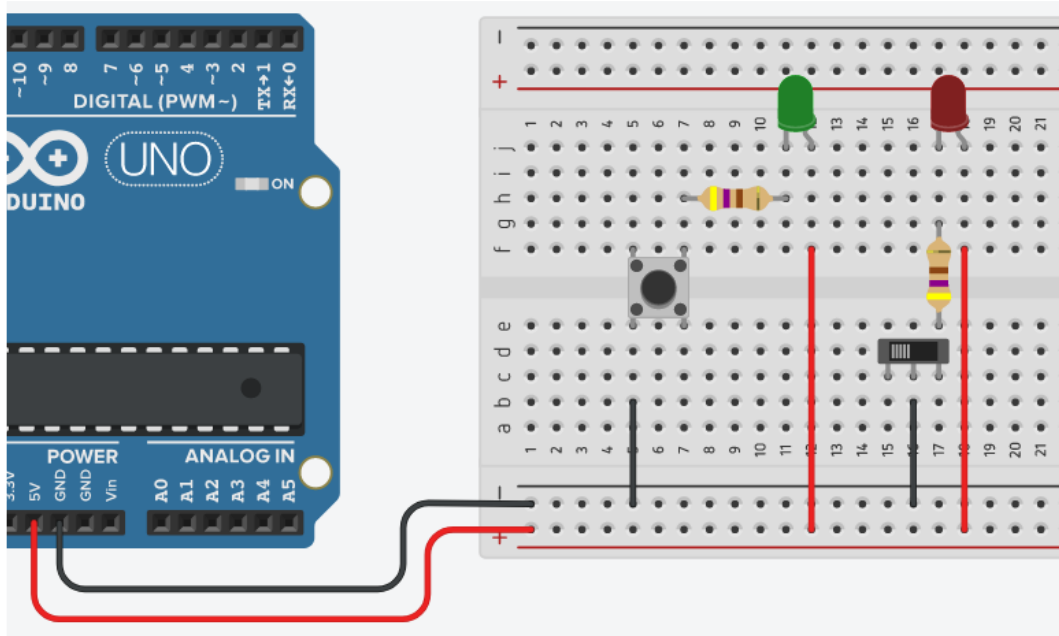 ~10 ~9 8 7 ~6 ~5 4 ~3 2 TX→1 RX←0
DIGITAL (PWM~)
UNO
ON
DUINO
POWER ANALOG IN
3.3V 5V GND GND Vin A0 A1 A2 A3 A4 A5
−
+
1 2 3 4 5 6 7 8 9 10 11 13 14 15 16 19 20 21
j
i
h
g
f
e
d
c
b
a
1 2 3 4 5 6 7 8 9 10 11 12 13 14 15 16 17 18 19 20 21
−
+